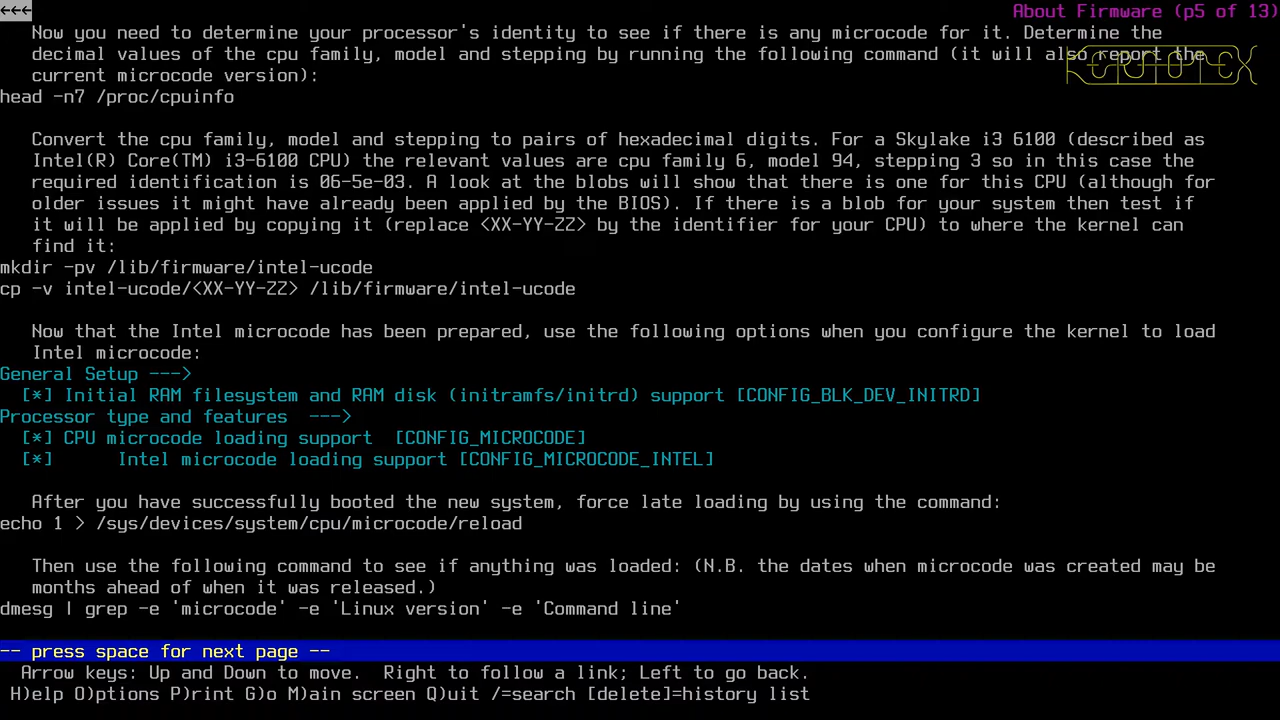 ←←←
About Firmware (p5 of 13)
Now you need to determine your processor's identity to see if there is any microcode for it. Determine the
decimal values of the cpu family, model and stepping by running the following command (it will also report the
current microcode version):
head -n7 /proc/cpuinfo
Convert the cpu family, model and stepping to pairs of hexadecimal digits. For a Skylake i3 6100 (described as
Intel(R) Core(TM) i3-6100 CPU) the relevant values are cpu family 6, model 94, stepping 3 so in this case the
required identification is 06-5e-03. A look at the blobs will show that there is one for this CPU (although for
older issues it might have already been applied by the BIOS). If there is a blob for your system then test if
it will be applied by copying it (replace <XX-YY-ZZ> by the identifier for your CPU) to where the kernel can
find it:
mkdir -pv /lib/firmware/intel-ucode
cp -v intel-ucode/<XX-YY-ZZ> /lib/firmware/intel-ucode
Now that the Intel microcode has been prepared, use the following options when you configure the kernel to load
Intel microcode:
General Setup --->
[*] Initial RAM filesystem and RAM disk (initramfs/initrd) support [CONFIG_BLK_DEV_INITRD]
Processor type and features  --->
[*] CPU microcode loading support  [CONFIG_MICROCODE]
[*]      Intel microcode loading support [CONFIG_MICROCODE_INTEL]
After you have successfully booted the new system, force late loading by using the command:
echo 1 > /sys/devices/system/cpu/microcode/reload
Then use the following command to see if anything was loaded: (N.B. the dates when microcode was created may be
months ahead of when it was released.)
dmesg | grep -e 'microcode' -e 'Linux version' -e 'Command line'
-- press space for next page --
Arrow keys: Up and Down to move.  Right to follow a link; Left to go back.
H)elp O)ptions P)rint G)o M)ain screen Q)uit /=search [delete]=history list